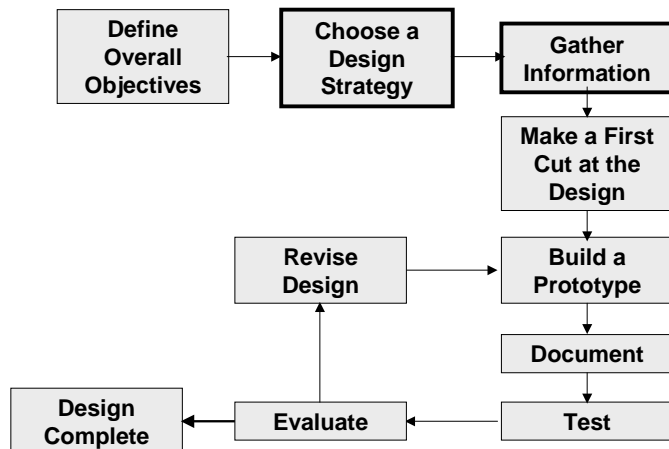 Define
Overall
Objectives
Choose a
Design
Strategy
Gather
Information
Make a First
Cut at the
Design
Revise
Design
Build a
Prototype
Document
Design
Complete
Evaluate
Test